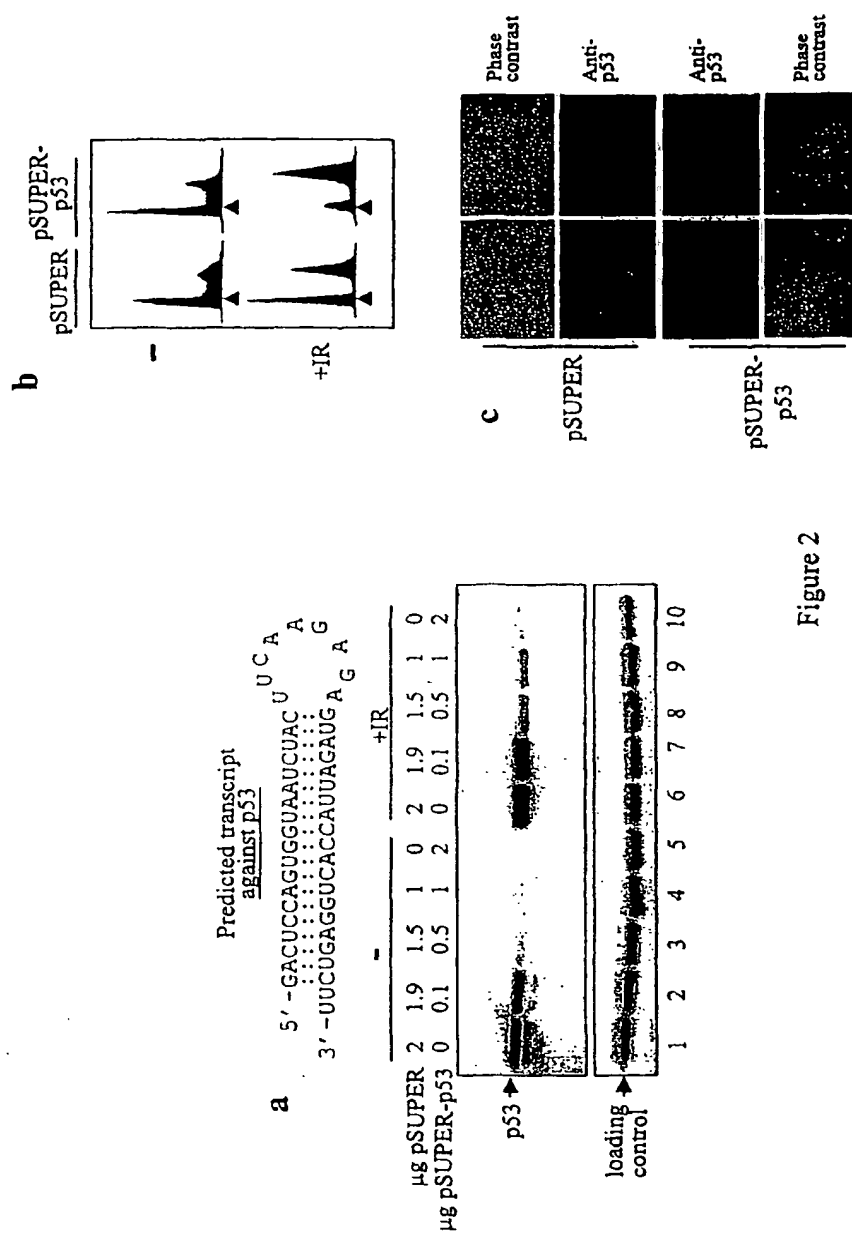 a
Predicted transcript
against p53
5′ -GACUCCAGUGGUAAUCUAC
U U C A A G A G A
3′ -UUCUGAGGUCACCAUUAGAUG
-
+IR
µg pSUPER 2 1.9 1.5 1 0 2 1.9 1.5 1 0
µg pSUPER-p53 0 0.1 0.5 1 2 0 0.1 0.5 1 2
p53
loading
control
1 2 3 4 5 6 7 8 9 10
b
pSUPER
pSUPER-
p53
-
+IR
c
pSUPER
pSUPER-
p53
Phase
contrast
Anti-
p53
Anti-
p53
Phase
contrast
Figure 2